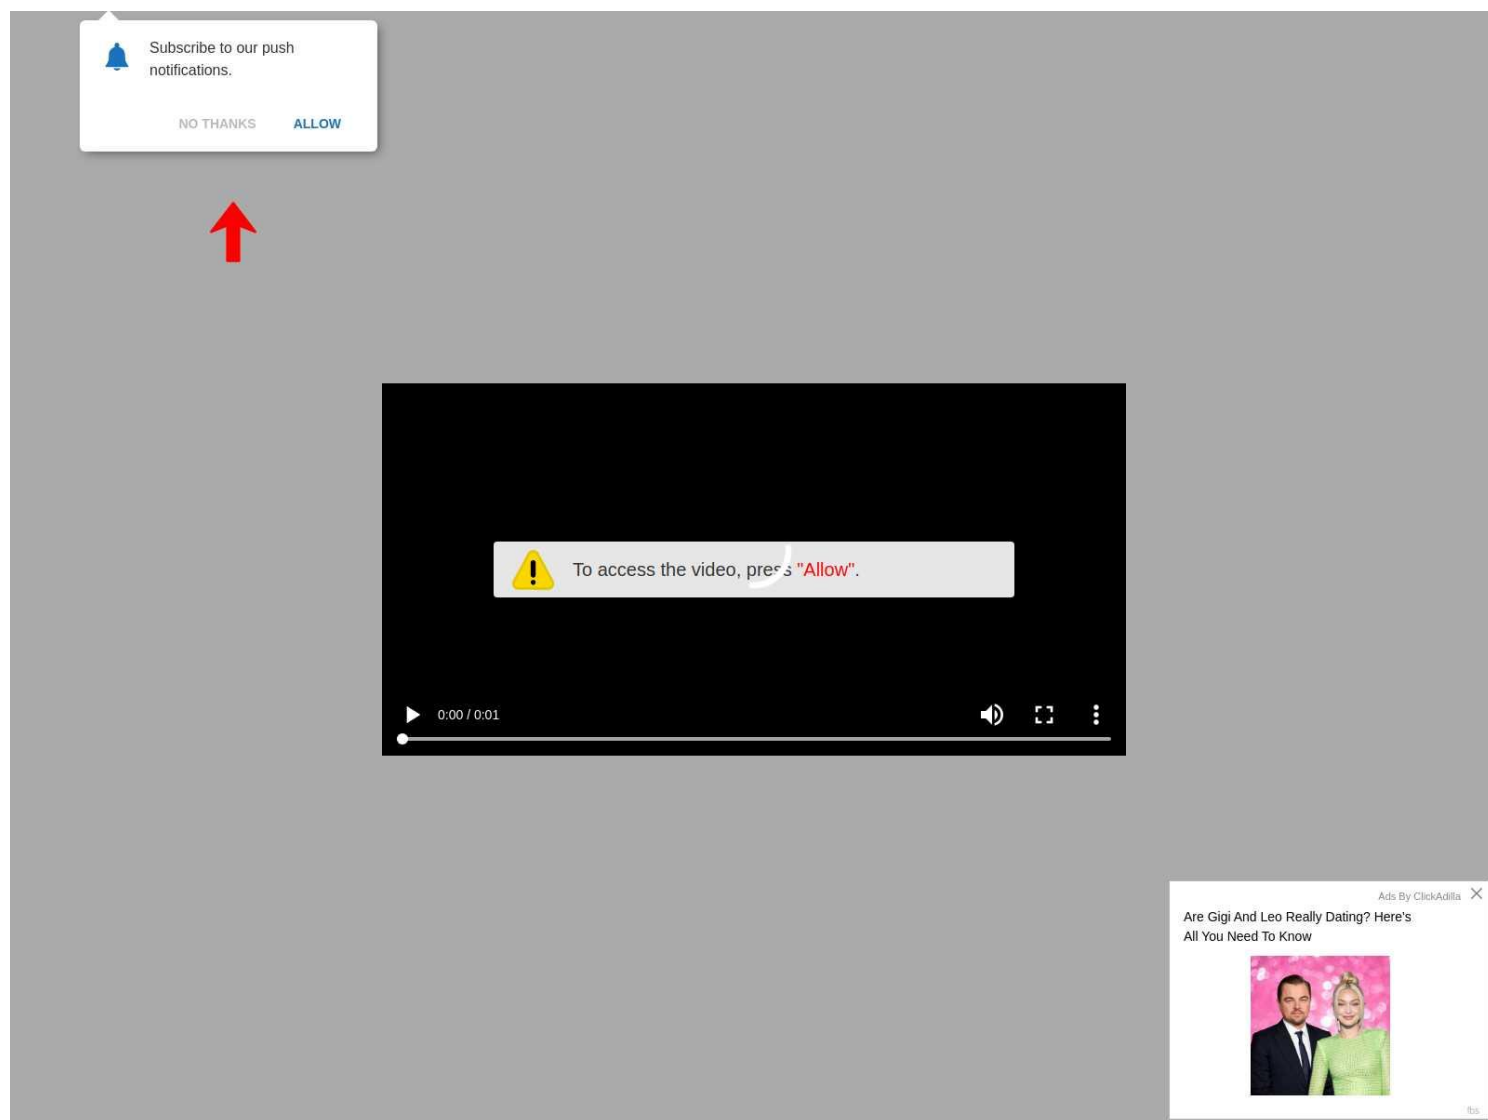 Subscribe to our push
notifications.
NO THANKS ALLOW
To access the video, press "Allow".
0:00 / 0:01
Ads By ClickAdilla
Are Gigi And Leo Really Dating? Here's
All You Need To Know
fbs